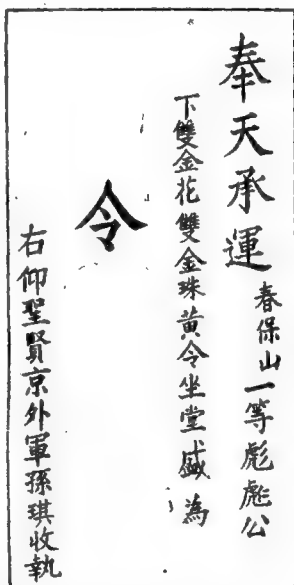 奉天承運
春保山一等彪彪公
下雙金花雙金珠黃令坐堂盛為
令
右仰聖賢京外軍孫琪收執